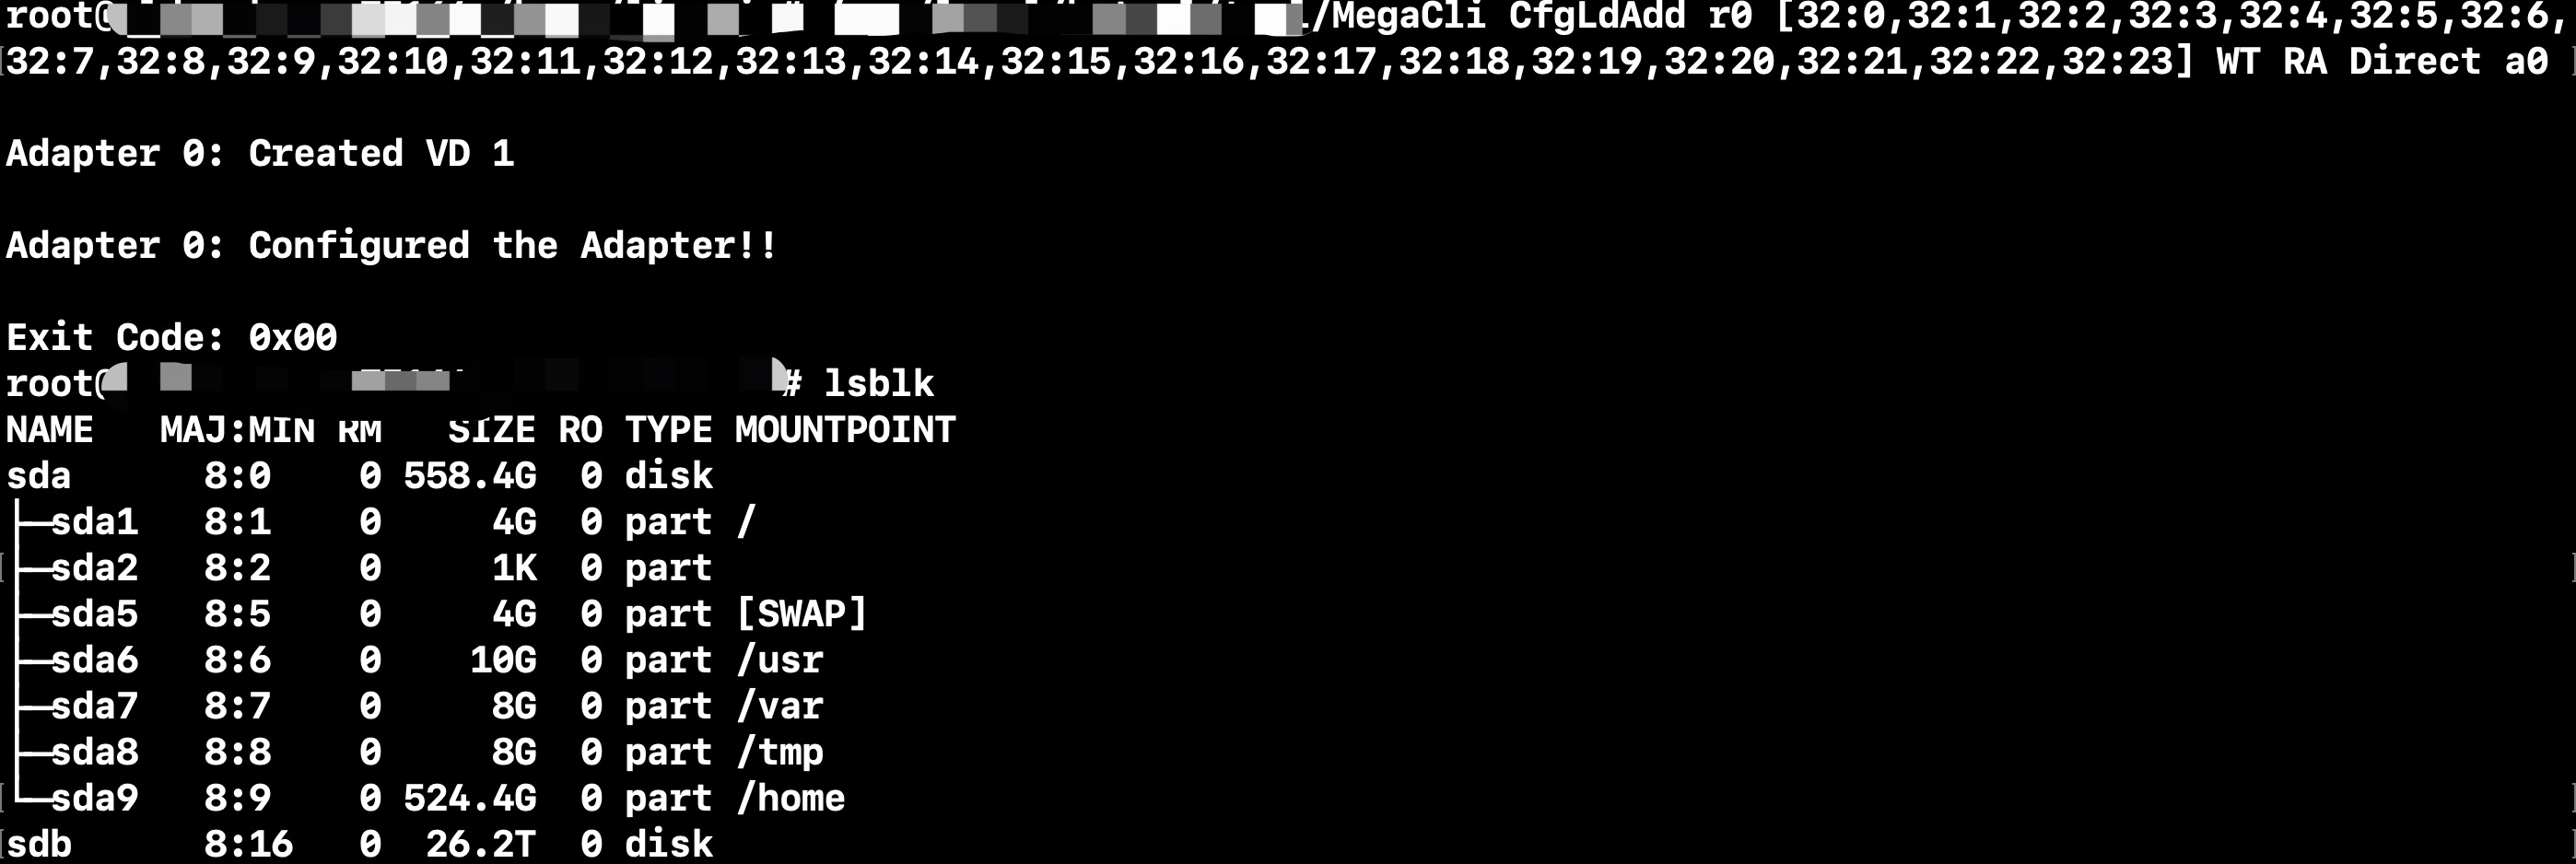 root@ /MegaCli CfgLdAdd r0 [32:0,32:1,32:2,32:3,32:4,32:5,32:6,
32:7,32:8,32:9,32:10,32:11,32:12,32:13,32:14,32:15,32:16,32:17,32:18,32:19,32:20,32:21,32:22,32:23] WT RA Direct a0
Adapter 0: Created VD 1
Adapter 0: Configured the Adapter!!
Exit Code: 0x00
root@ # lsblk
NAME   MAJ:MIN RM   SIZE RO TYPE MOUNTPOINT
sda      8:0    0 558.4G  0 disk
├─sda1   8:1    0     4G  0 part /
├─sda2   8:2    0     1K  0 part
├─sda5   8:5    0     4G  0 part [SWAP]
├─sda6   8:6    0    10G  0 part /usr
├─sda7   8:7    0     8G  0 part /var
├─sda8   8:8    0     8G  0 part /tmp
└─sda9   8:9    0 524.4G  0 part /home
sdb      8:16   0  26.2T  0 disk